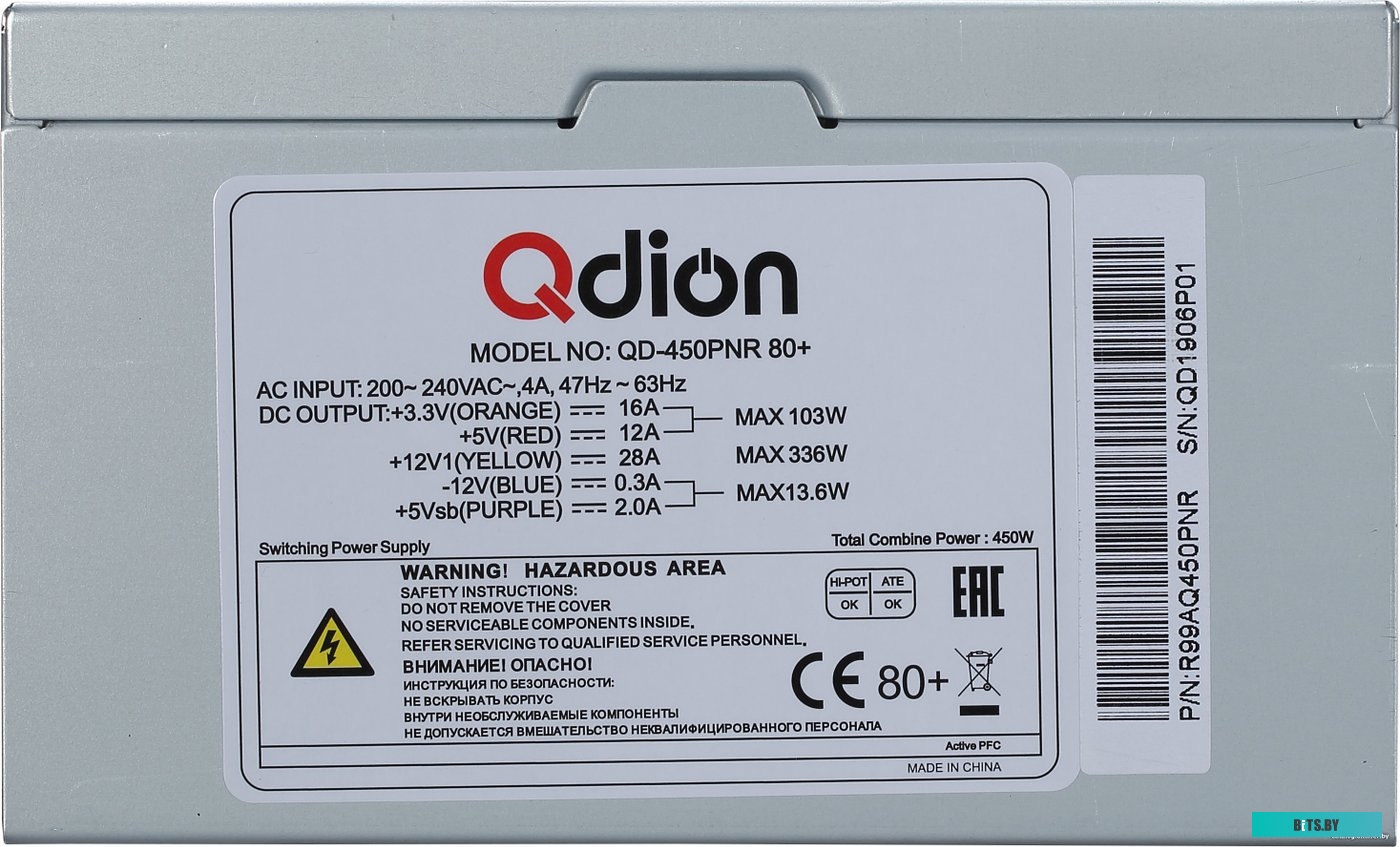 Qdion
MODEL NO: QD-450PNR 80+
AC INPUT: 200~ 240VAC~,4A, 47Hz ~ 63Hz
DC OUTPUT:+3.3V(ORANGE) 16A MAX 103W
+5V(RED) 12A
+12V1(YELLOW) 28A MAX 336W
-12V(BLUE) 0.3A MAX13.6W
+5Vsb(PURPLE) 2.0A
Switching Power Supply
Total Combine Power : 450W
WARNING! HAZARDOUS AREA
SAFETY INSTRUCTIONS:
DO NOT REMOVE THE COVER
NO SERVICEABLE COMPONENTS INSIDE.
REFER SERVICING TO QUALIFIED SERVICE PERSONNEL.
ВНИМАНИЕ! ОПАСНО!
ИНСТРУКЦИЯ ПО БЕЗОПАСНОСТИ:
НЕ ВСКРЫВАТЬ КОРПУС
ВНУТРИ НЕОБСЛУЖИВАЕМЫЕ КОМПОНЕНТЫ
НЕ ДОПУСКАЕТСЯ ВМЕШАТЕЛЬСТВО НЕКВАЛИФИЦИРОВАННОГО ПЕРСОНАЛА
HI-POT ATE
OK OK
EAC
CE 80+
Active PFC
MADE IN CHINA
P/N:R99AQ450PNR S/N:QD1906P01
BiTS.BY